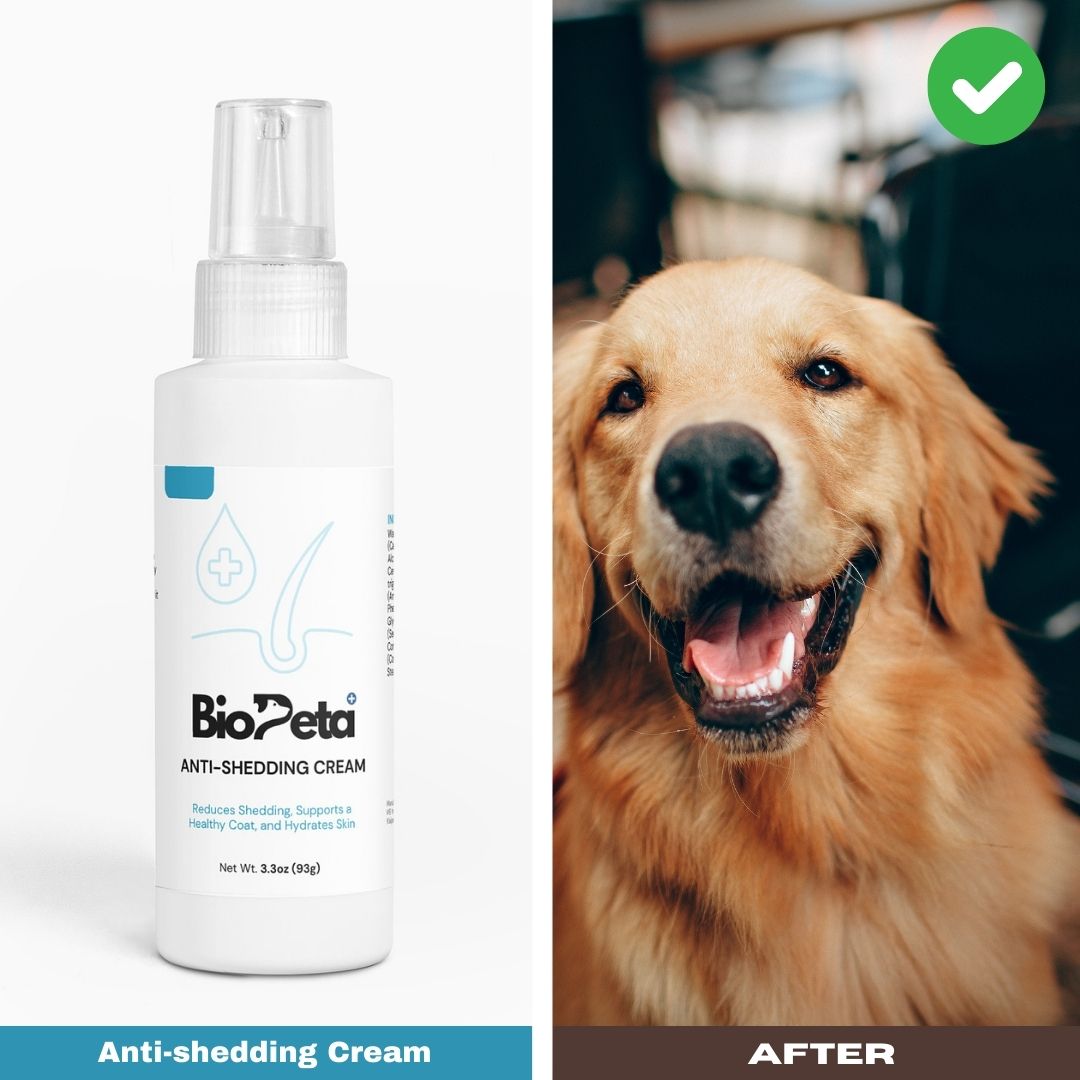 BioPeta
ANTI-SHEDDING CREAM
Reduces Shedding, Supports a
Healthy Coat, and Hydrates Skin
Net Wt. 3.3oz (93g)
Anti-shedding Cream
AFTER